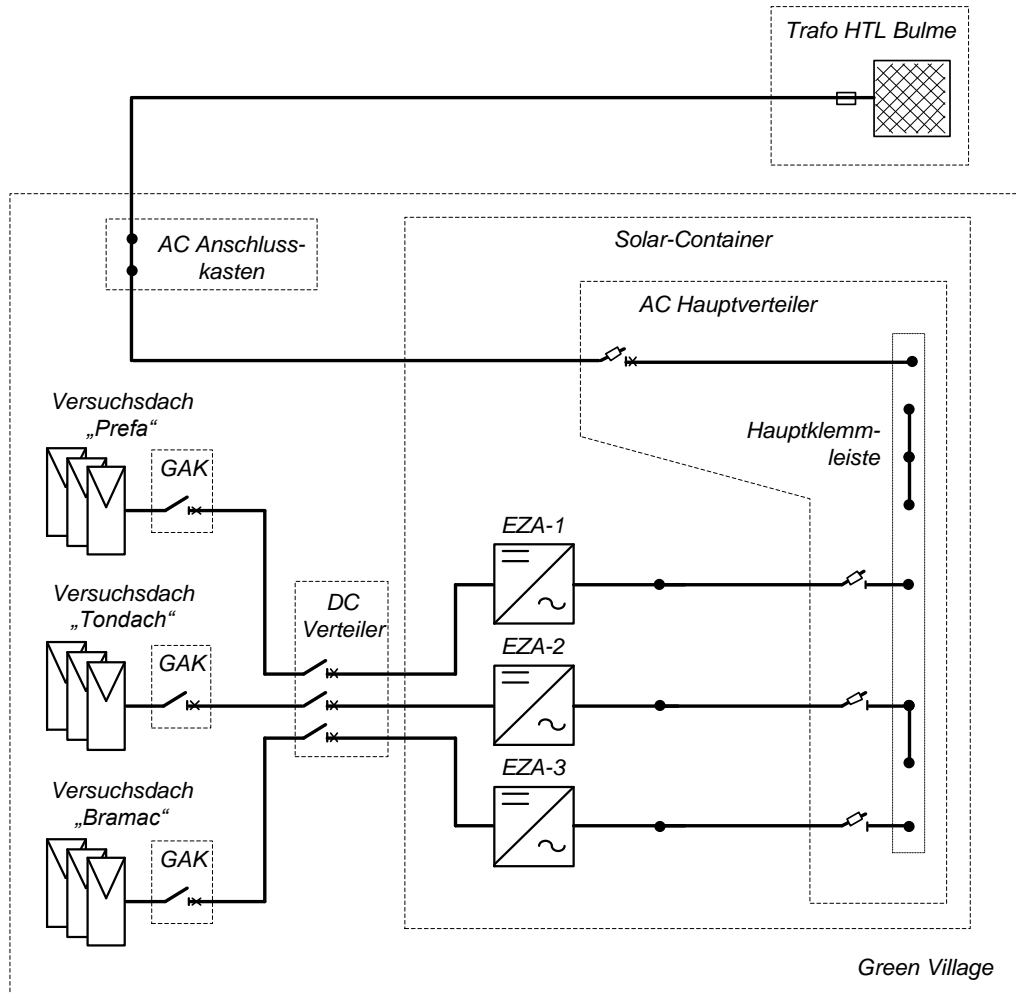 Trafo HTL Bulme
AC Anschluss-
kasten
Solar-Container
AC Hauptverteiler
Hauptklemm-
leiste
Versuchsdach
„Prefa“
GAK
EZA-1
Versuchsdach
„Tondach“
GAK
DC
Verteiler
EZA-2
Versuchsdach
„Bramac“
GAK
EZA-3
Green Village